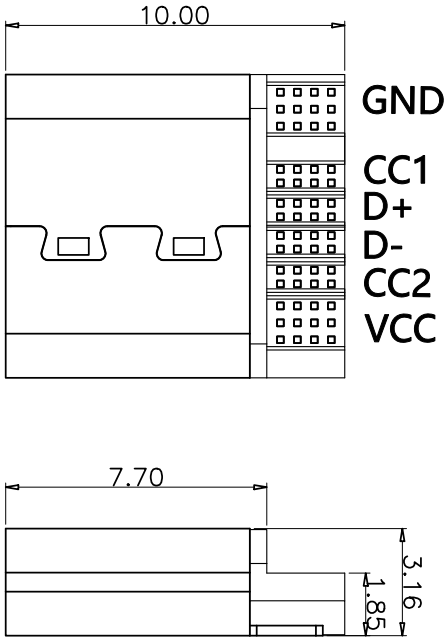 10.00
GND
CC1
D+
D-
CC2
VCC
7.70
3.16
1.85